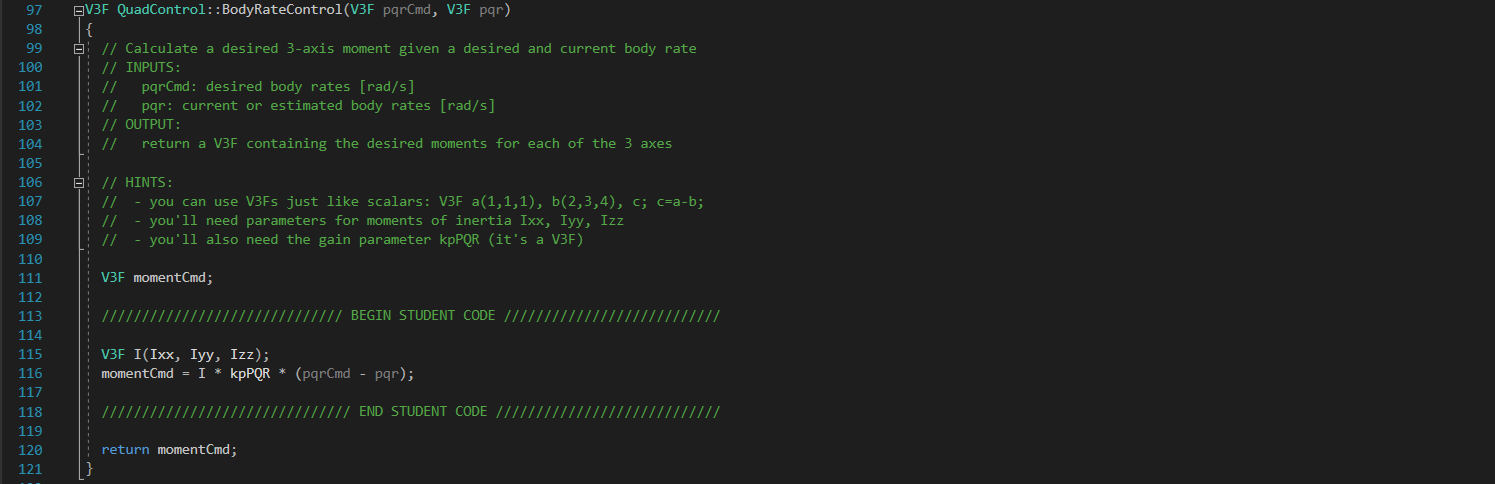 97 V3F QuadControl::BodyRateControl(V3F pqrCmd, V3F pqr)
98 {
99 // Calculate a desired 3-axis moment given a desired and current body rate
100 // INPUTS:
101 //   pqrCmd: desired body rates [rad/s]
102 //   pqr: current or estimated body rates [rad/s]
103 // OUTPUT:
104 //   return a V3F containing the desired moments for each of the 3 axes
105
106 // HINTS:
107 //  - you can use V3Fs just like scalars: V3F a(1,1,1), b(2,3,4), c; c=a-b;
108 //  - you'll need parameters for moments of inertia Ixx, Iyy, Izz
109 //  - you'll also need the gain parameter kpPQR (it's a V3F)
110
111 V3F momentCmd;
112
113 ////////////////////////////// BEGIN STUDENT CODE ///////////////////////////
114
115 V3F I(Ixx, Iyy, Izz);
116 momentCmd = I * kpPQR * (pqrCmd - pqr);
117
118 /////////////////////////////// END STUDENT CODE ////////////////////////////
119
120 return momentCmd;
121 }